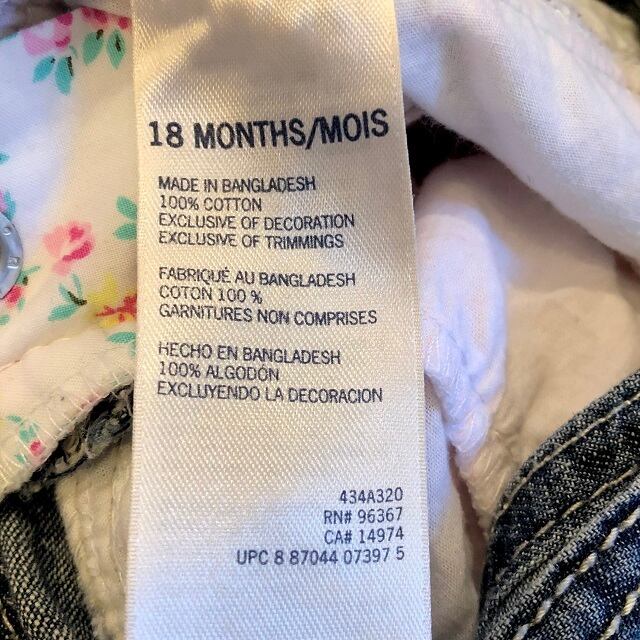 18 MONTHS/MOIS
MADE IN BANGLADESH
100% COTTON
EXCLUSIVE OF DECORATION
EXCLUSIVE OF TRIMMINGS
FABRIQUÉ AU BANGLADESH
COTON 100 %
GARNITURES NON COMPRISES
HECHO EN BANGLADESH
100% ALGODÓN
EXCLUYENDO LA DECORACION
434A320
RN# 96367
CA# 14974
UPC 8 87044 07397 5